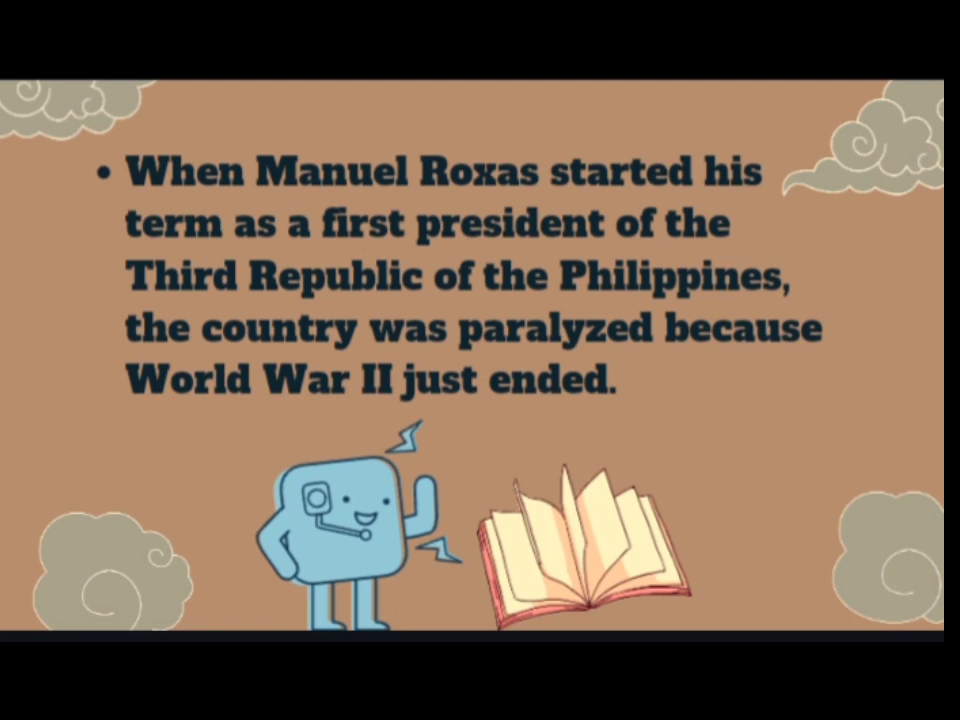 • When Manuel Roxas started his
term as a first president of the
Third Republic of the Philippines,
the country was paralyzed because
World War II just ended.